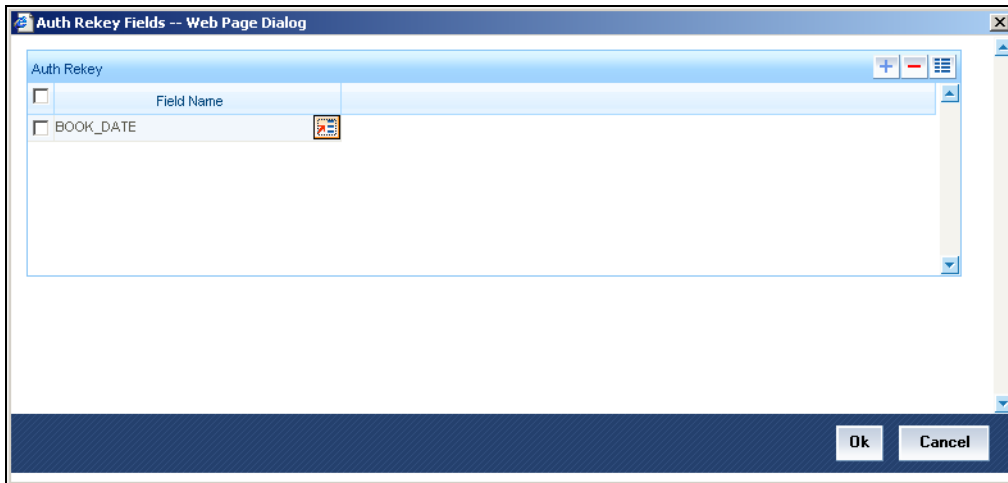 Auth Rekey Fields -- Web Page Dialog
Auth Rekey
Field Name
BOOK_DATE
Ok Cancel